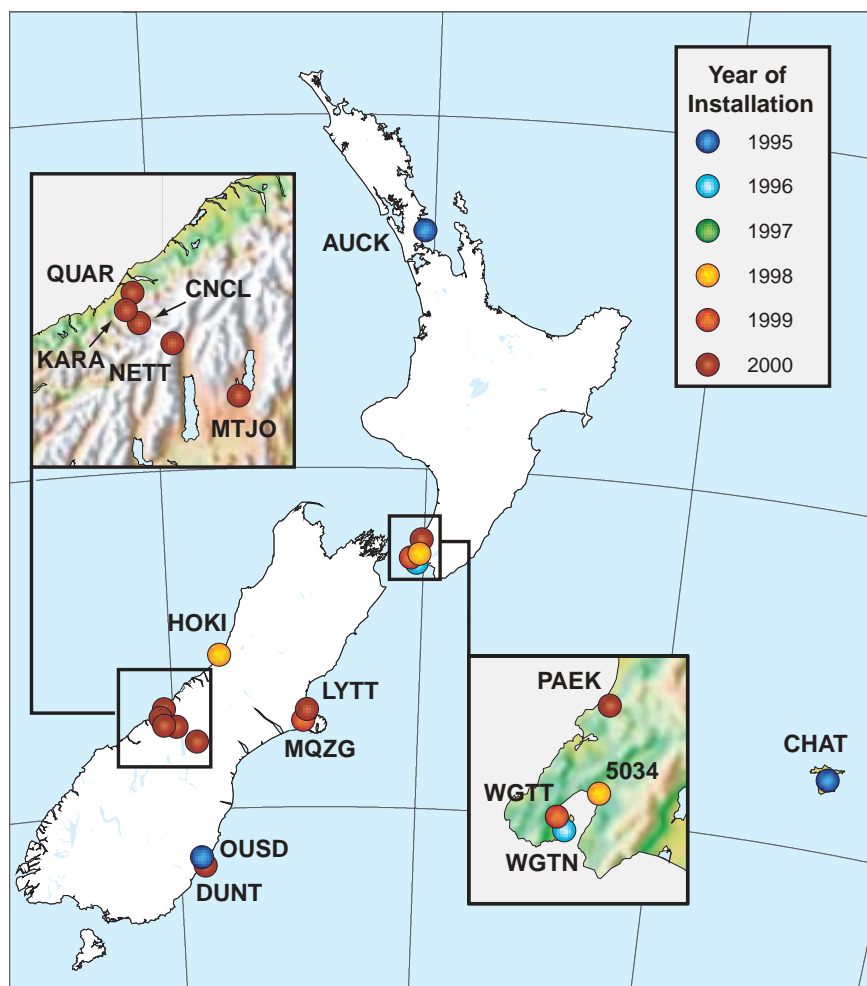 Year of
Installation
1995
1996
1997
1998
1999
2000
AUCK
QUAR
CNCL
KARA
NETT
MTJO
HOKI
LYTT
MQZG
PAEK
5034
WGTT
WGTN
CHAT
OUSD
DUNT